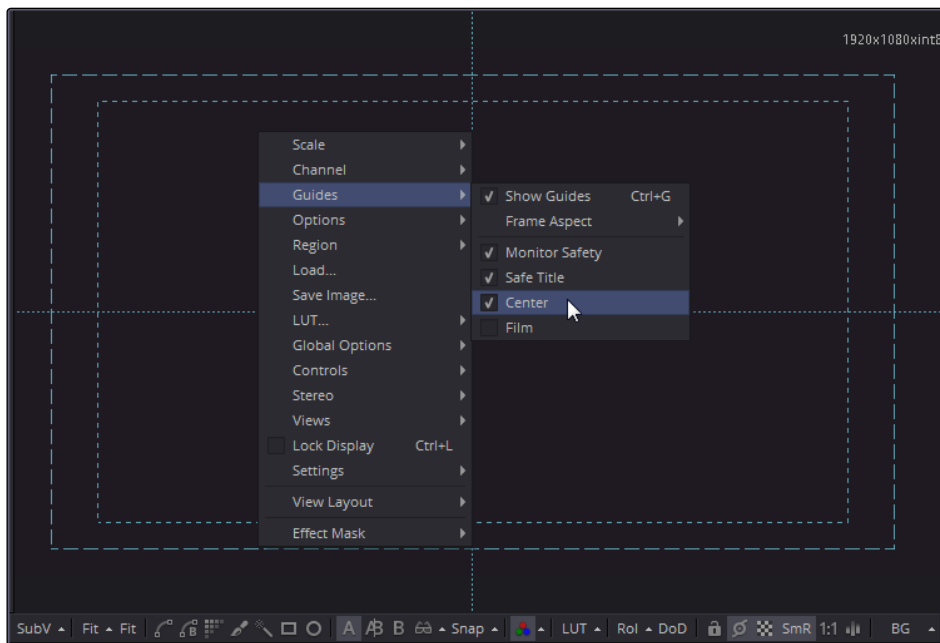 1920x1080xint8
Scale
Channel
Guides
Options
Region
Load...
Save Image...
LUT...
Global Options
Controls
Stereo
Views
Lock Display Ctrl+L
Settings
View Layout
Effect Mask
Show Guides Ctrl+G
Frame Aspect
Monitor Safety
Safe Title
Center
Film
SubV Fit Fit A A/B B Snap LUT RoI DoD SmR 1:1 BG